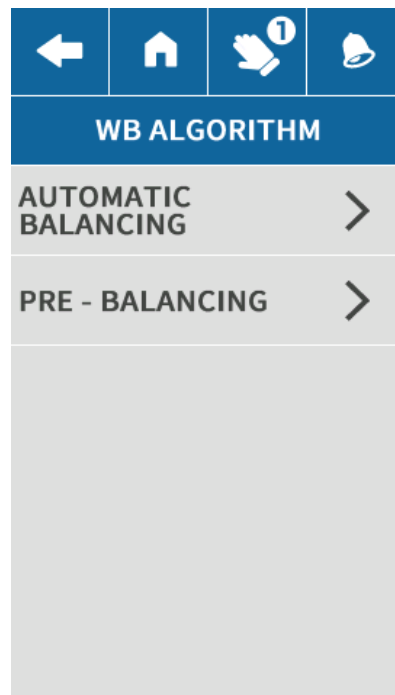 1
WB ALGORITHM
AUTOMATIC
BALANCING
PRE - BALANCING